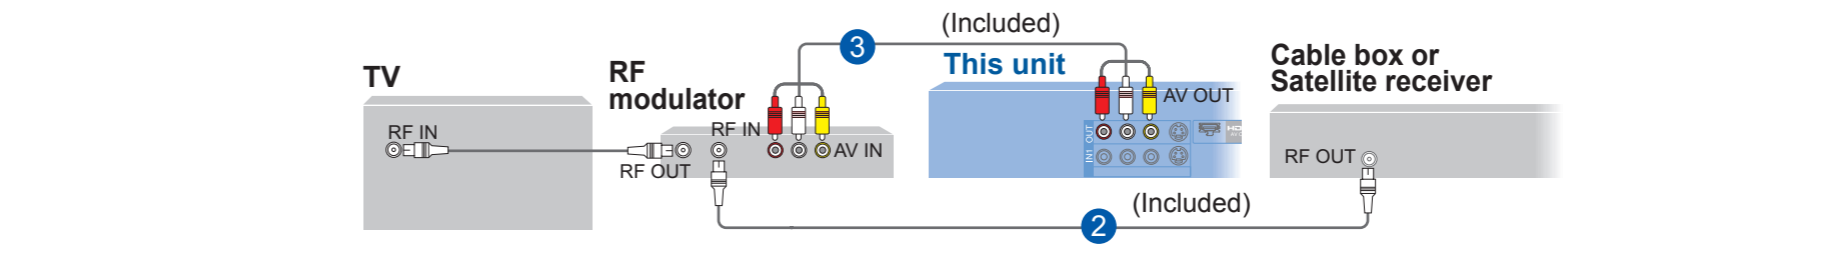 (Included)
3
TV
RF
modulator
This unit
Cable box or
Satellite receiver
RF IN
RF IN
AV OUT
AV IN
OUT
IN1
RF OUT
RF OUT
(Included)
2